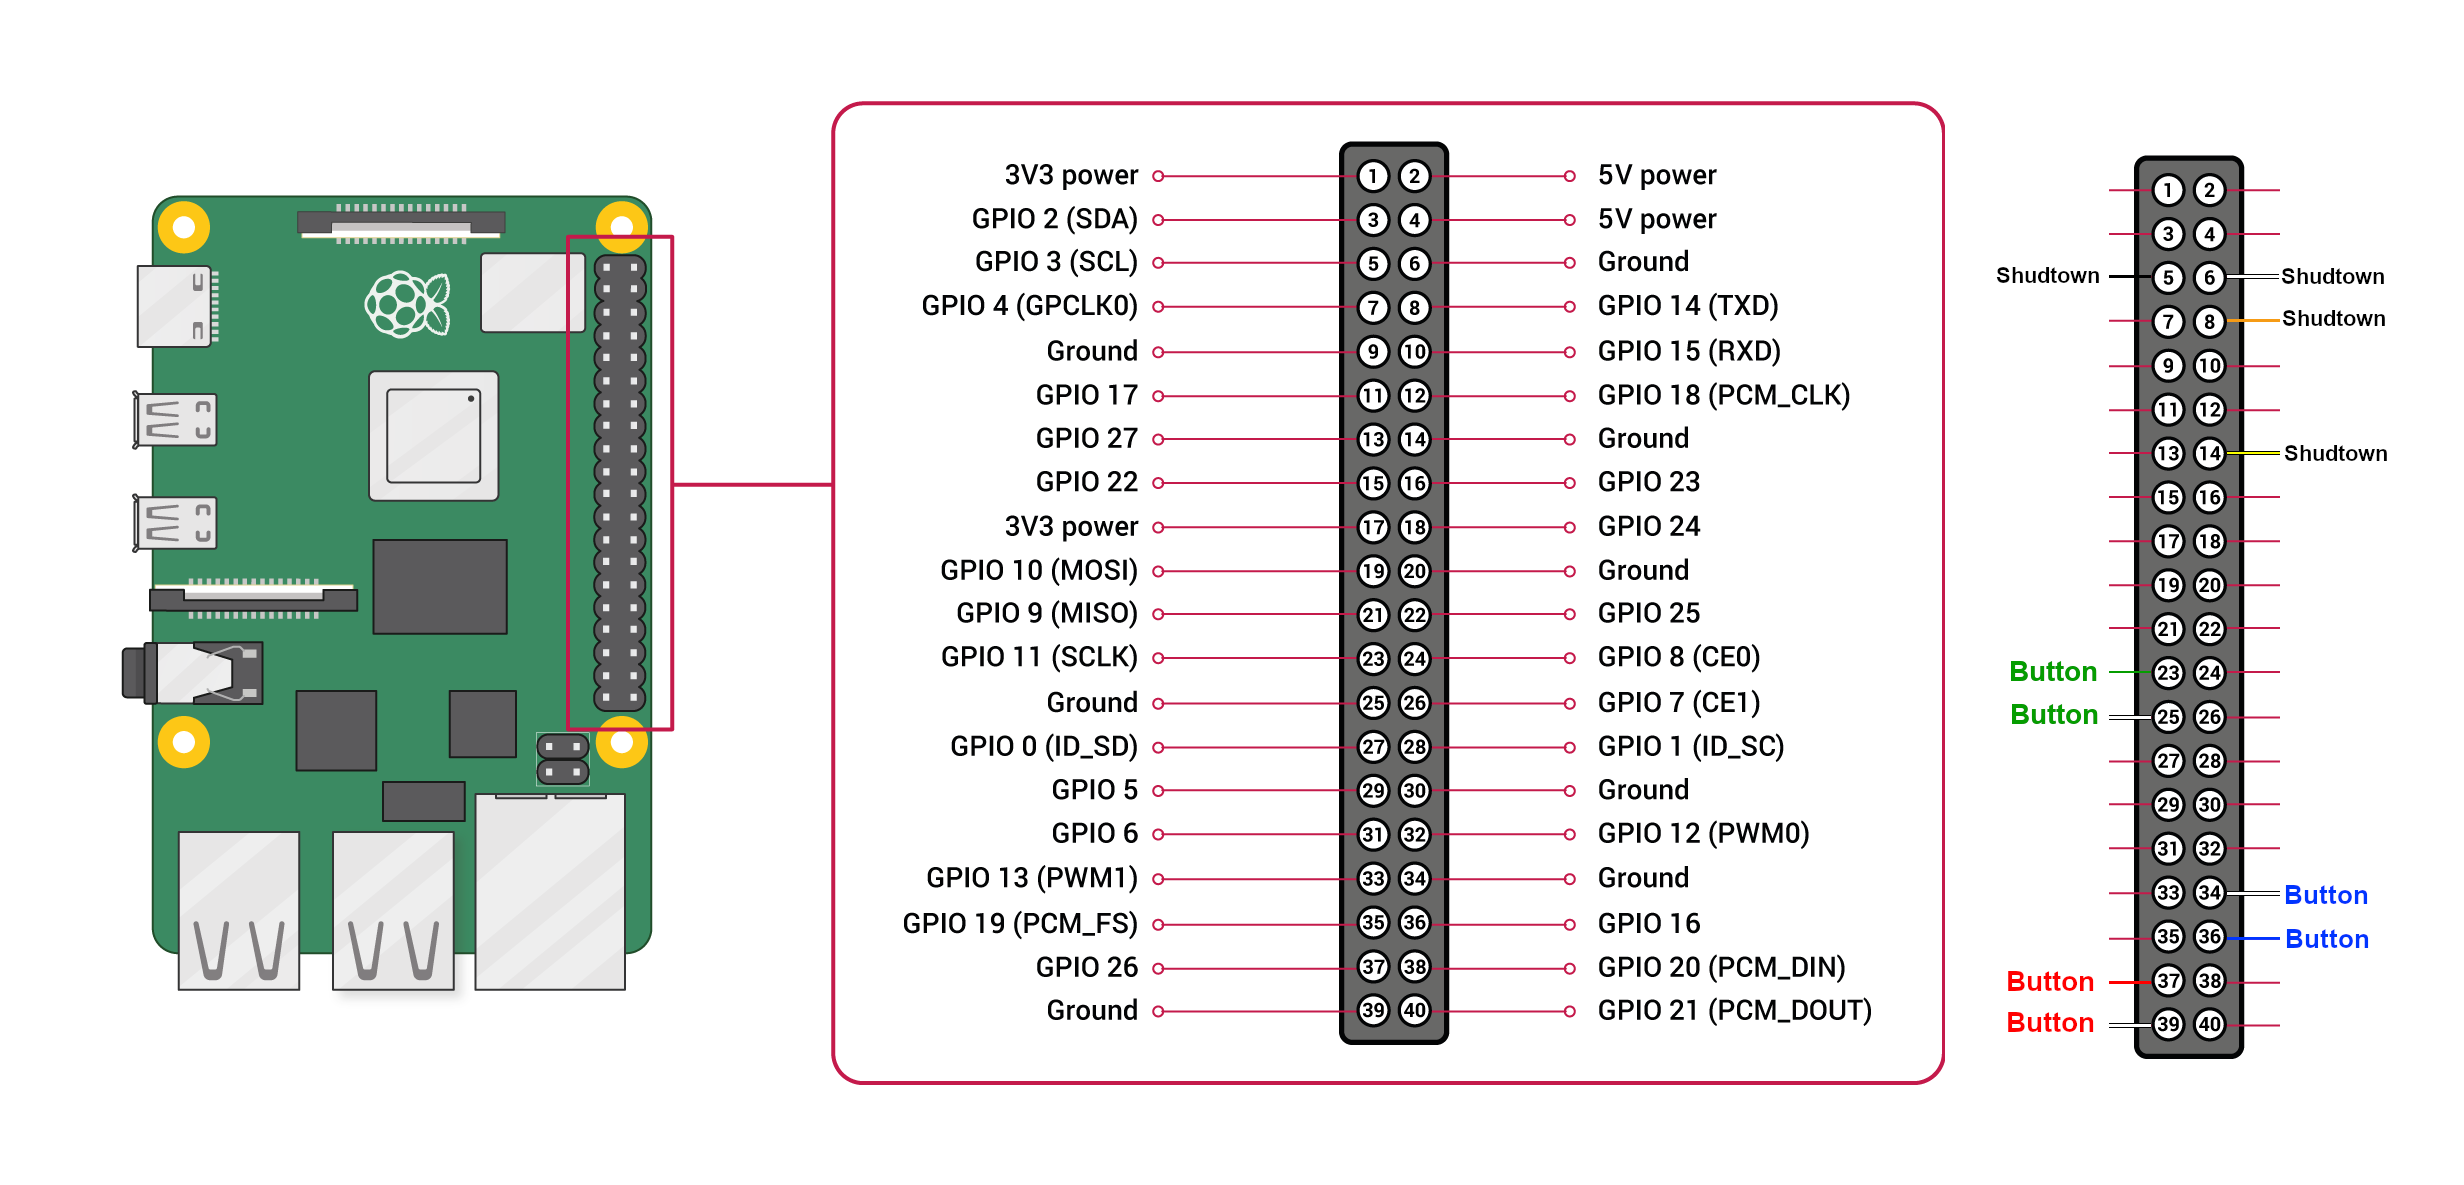 3V3 power 1 2 5V power
GPIO 2 (SDA) 3 4 5V power
GPIO 3 (SCL) 5 6 Ground
GPIO 4 (GPCLK0) 7 8 GPIO 14 (TXD)
Ground 9 10 GPIO 15 (RXD)
GPIO 17 11 12 GPIO 18 (PCM_CLK)
GPIO 27 13 14 Ground
GPIO 22 15 16 GPIO 23
3V3 power 17 18 GPIO 24
GPIO 10 (MOSI) 19 20 Ground
GPIO 9 (MISO) 21 22 GPIO 25
GPIO 11 (SCLK) 23 24 GPIO 8 (CE0)
Ground 25 26 GPIO 7 (CE1)
GPIO 0 (ID_SD) 27 28 GPIO 1 (ID_SC)
GPIO 5 29 30 Ground
GPIO 6 31 32 GPIO 12 (PWM0)
GPIO 13 (PWM1) 33 34 Ground
GPIO 19 (PCM_FS) 35 36 GPIO 16
GPIO 26 37 38 GPIO 20 (PCM_DIN)
Ground 39 40 GPIO 21 (PCM_DOUT)
1 2
3 4
Shudtown 5 6 Shudtown
7 8 Shudtown
9 10
11 12
13 14 Shudtown
15 16
17 18
19 20
21 22
Button 23 24
Button 25 26
27 28
29 30
31 32
33 34 Button
35 36 Button
Button 37 38
Button 39 40